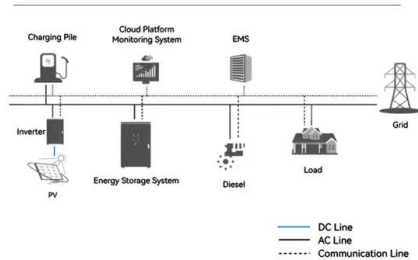 Charging Pile
Cloud Platform
Monitoring System
EMS
Grid
Inverter
PV
Energy Storage System
Diesel
Load
DC Line
AC Line
Communication Line